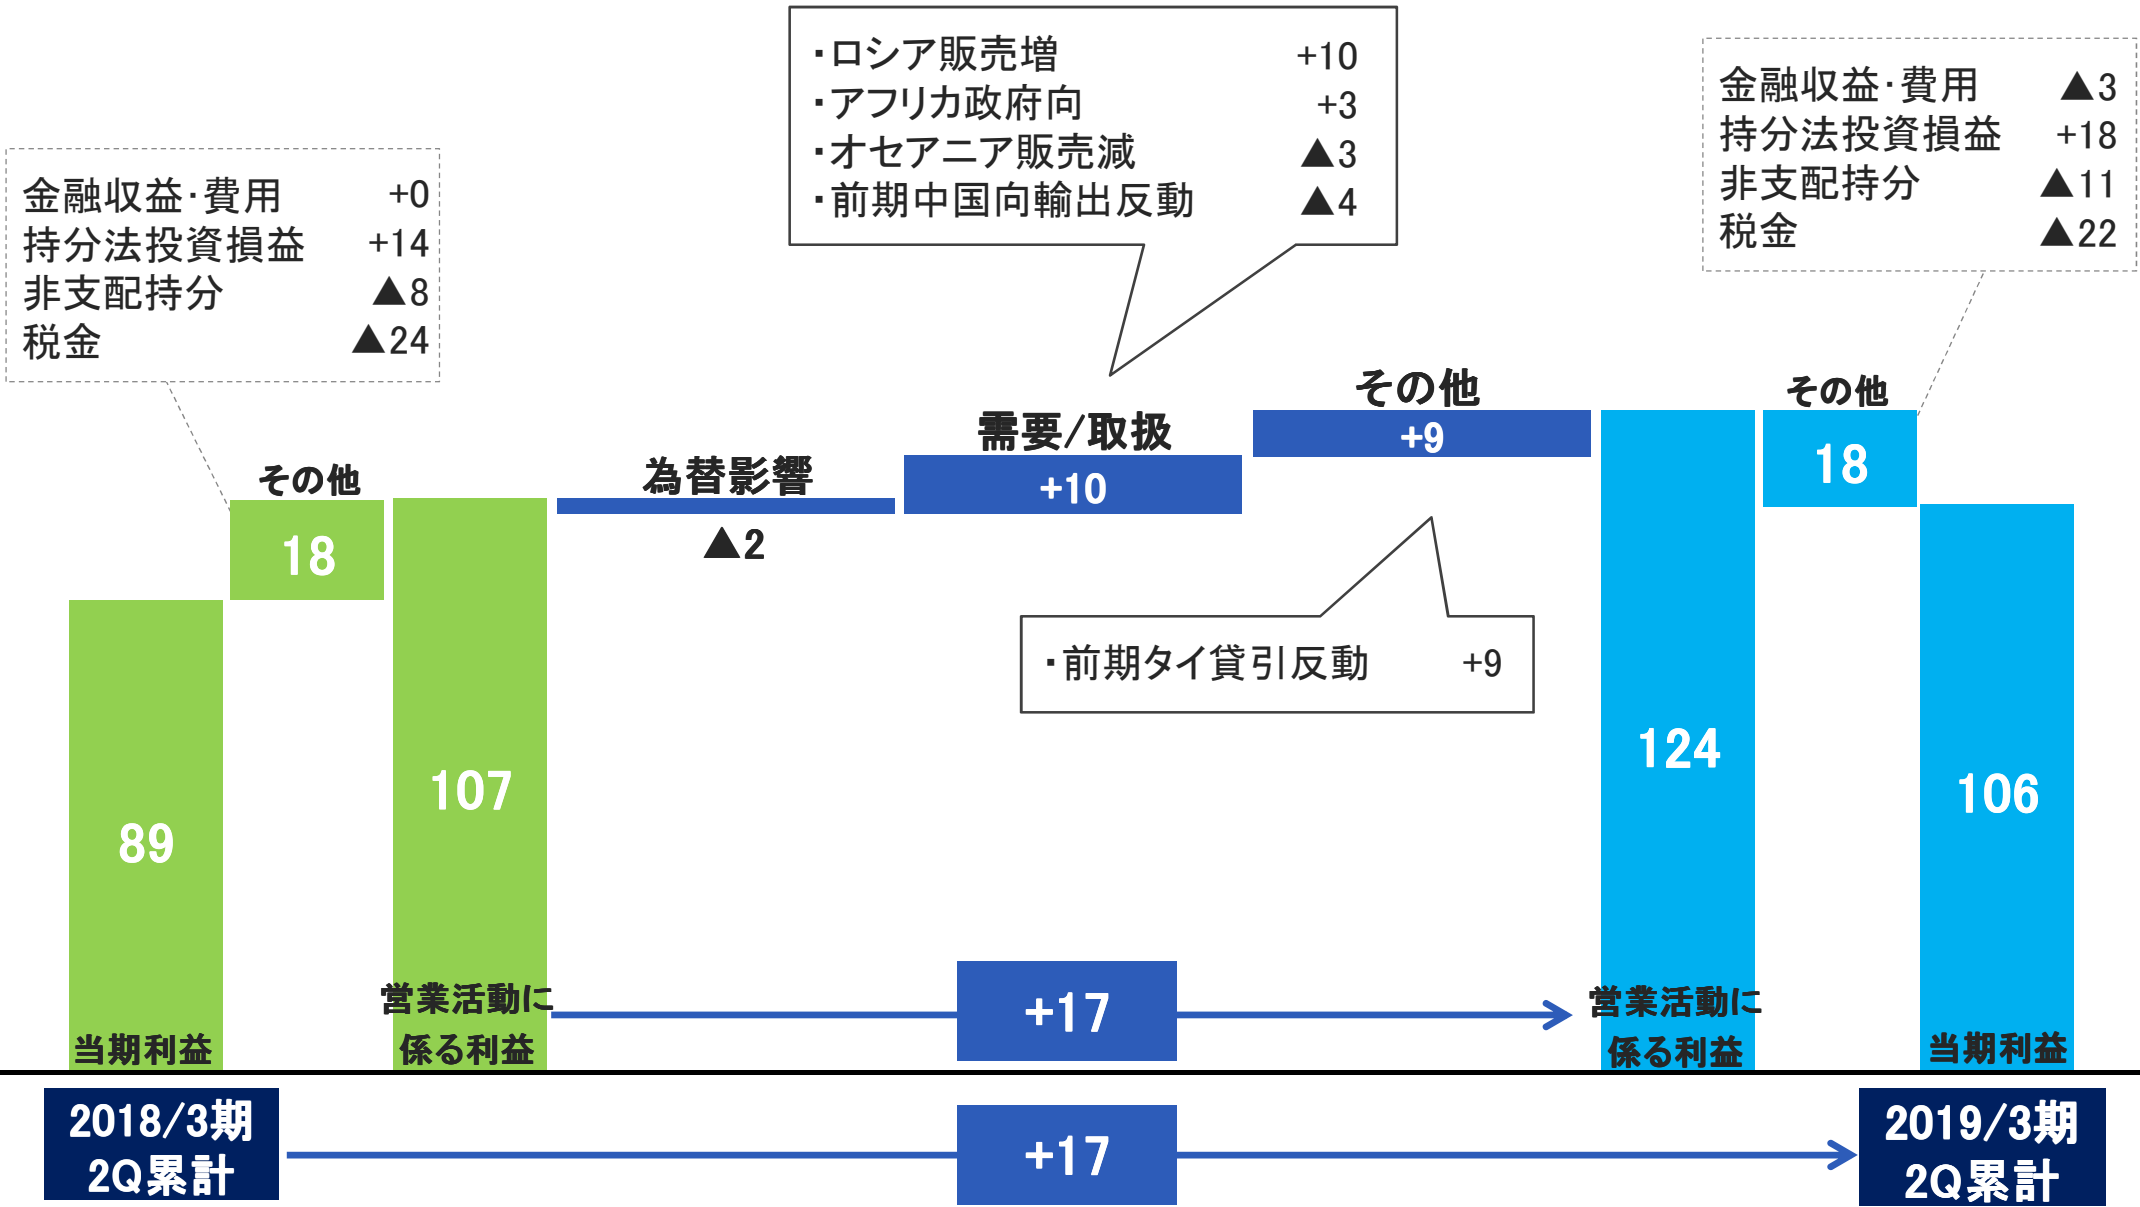 ・ロシア販売増 +10
・アフリカ政府向 +3
・オセアニア販売減 ▲3
・前期中国向輸出反動 ▲4
金融収益・費用 ▲3
持分法投資損益 +18
非支配持分 ▲11
税金 ▲22
金融収益・費用 +0
持分法投資損益 +14
非支配持分 ▲8
税金 ▲24
その他
18
為替影響
▲2
需要/取扱
+10
その他
+9
その他
18
・前期タイ貸引反動 +9
89
107
124
106
当期利益
営業活動に
係る利益
+17
営業活動に
係る利益
当期利益
2018/3期
2Q累計
+17
2019/3期
2Q累計